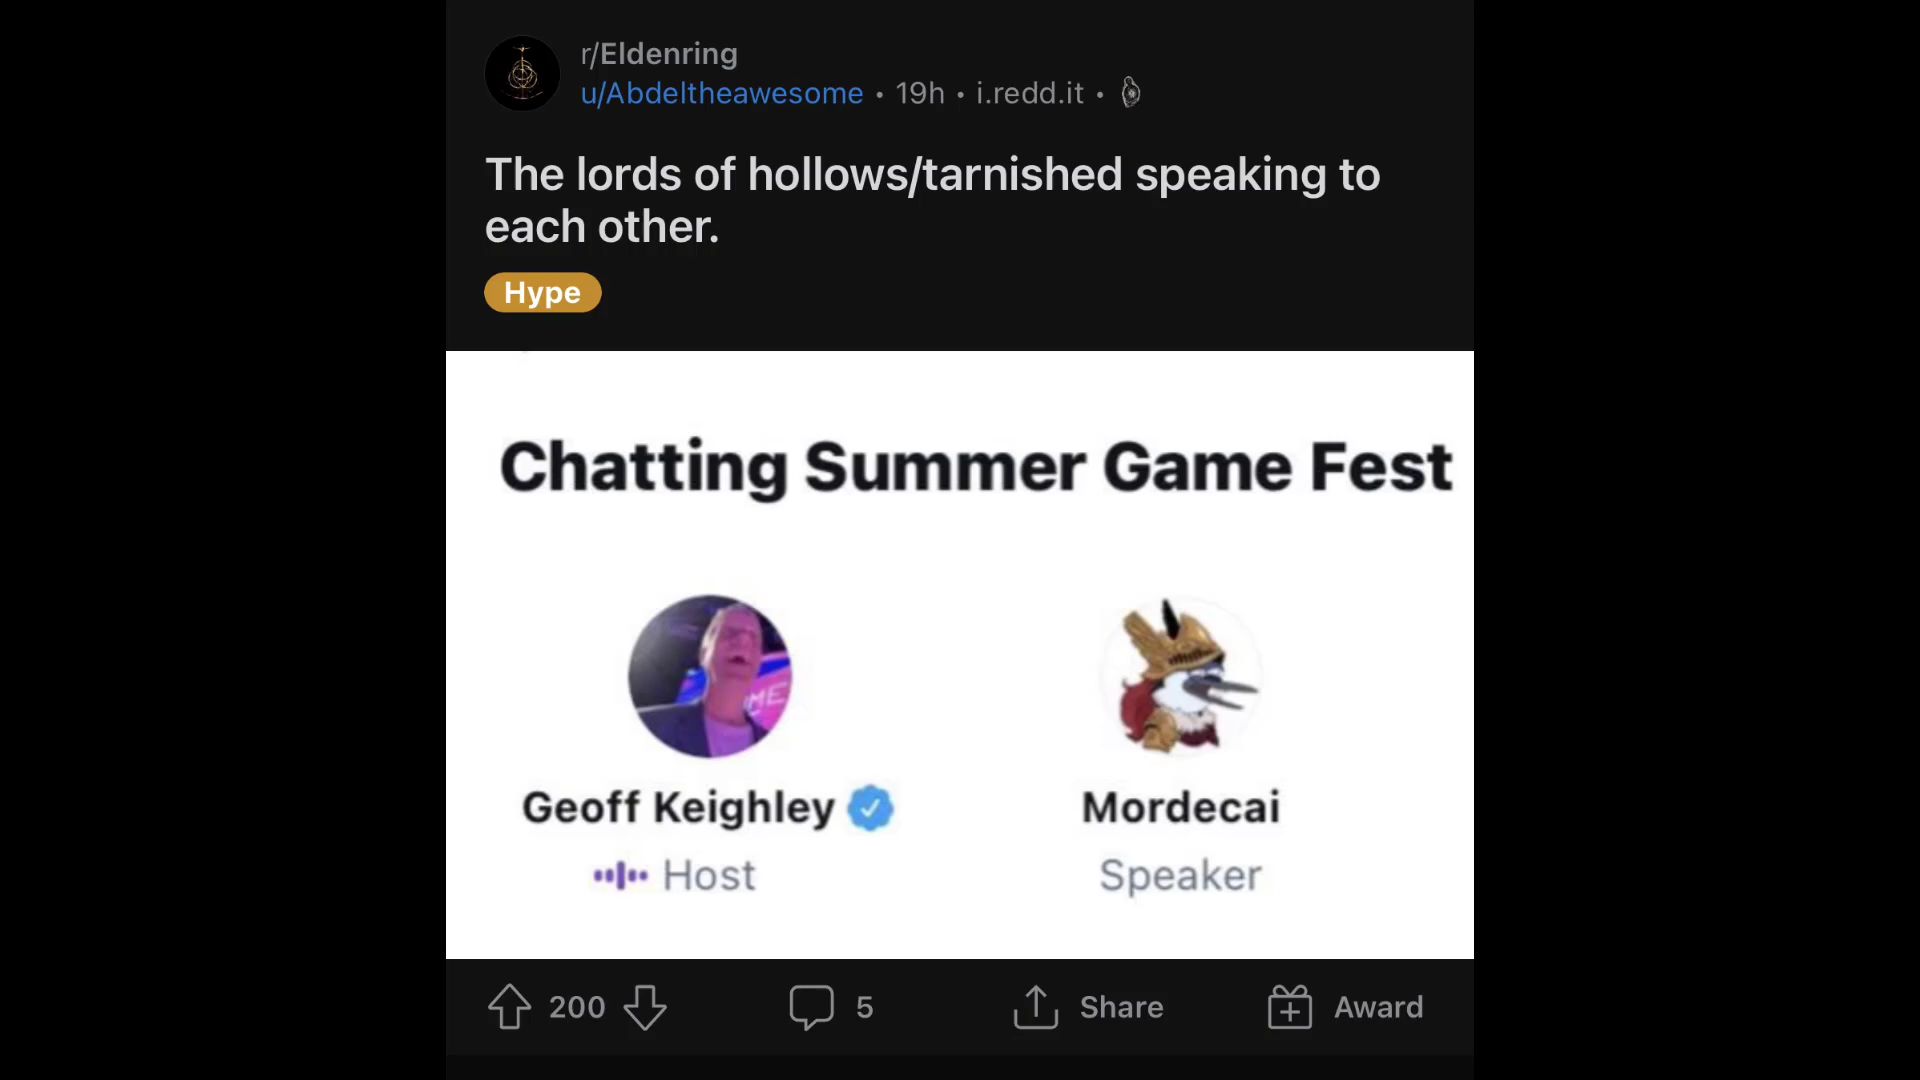 r/Eldenring
u/Abdeltheawesome • 19h • i.redd.it •
The lords of hollows/tarnished speaking to
each other.
Hype
Chatting Summer Game Fest
ME
Geoff Keighley
Mordecai
Host
Speaker
200
5
Share
Award